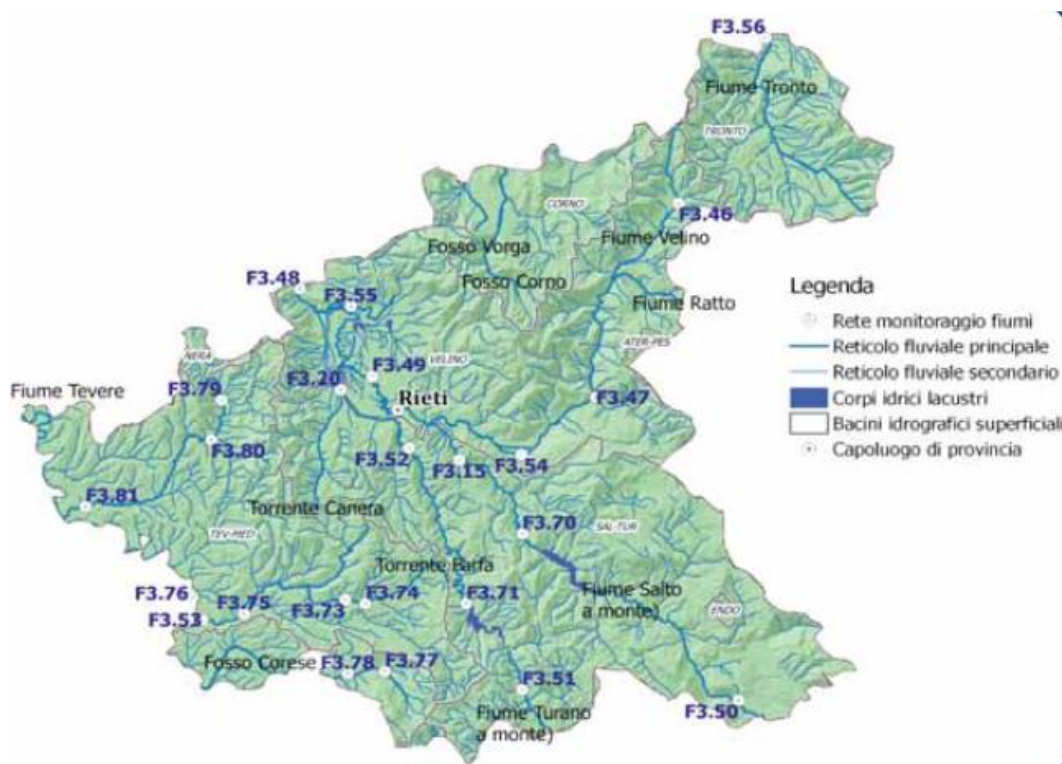 F3.56
Fiume Tronto
TRONTO
CORNO
F3.46
Fiume Velino
Fosso Vorga
Fosso Corno
F3.48
F3.55
Fiume Ratto
ATER-PES
NERA
VELINO
F3.49
F3.79
F3.20
Rieti
F3.47
Fiume Tevere
F3.80
F3.52
F3.15
F3.54
F3.81
Torrente Canera
TEV-MED
F3.70
SAL-TUR
Torrente Barfa
F3.76
F3.75
F3.73
F3.74
F3.71
Fiume Salto
a monte)
ENDO
F3.53
Fosso Corese
F3.78
F3.77
F3.51
F3.50
Fiume Turano
a monte)
Legenda
Rete monitoraggio fiumi
Reticolo fluviale principale
Reticolo fluviale secondario
Corpi idrici lacustri
Bacini idrografici superficiali
Capoluogo di provincia